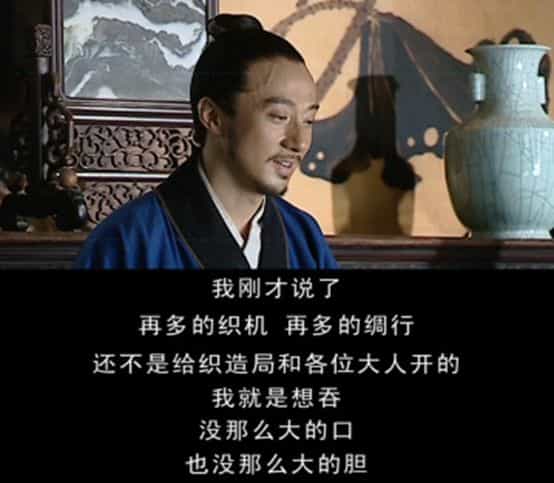 我刚才说了
再多的织机 再多的绸行
还不是给织造局和各位大人开的
我就是想吞
没那么大的口
也没那么大的胆